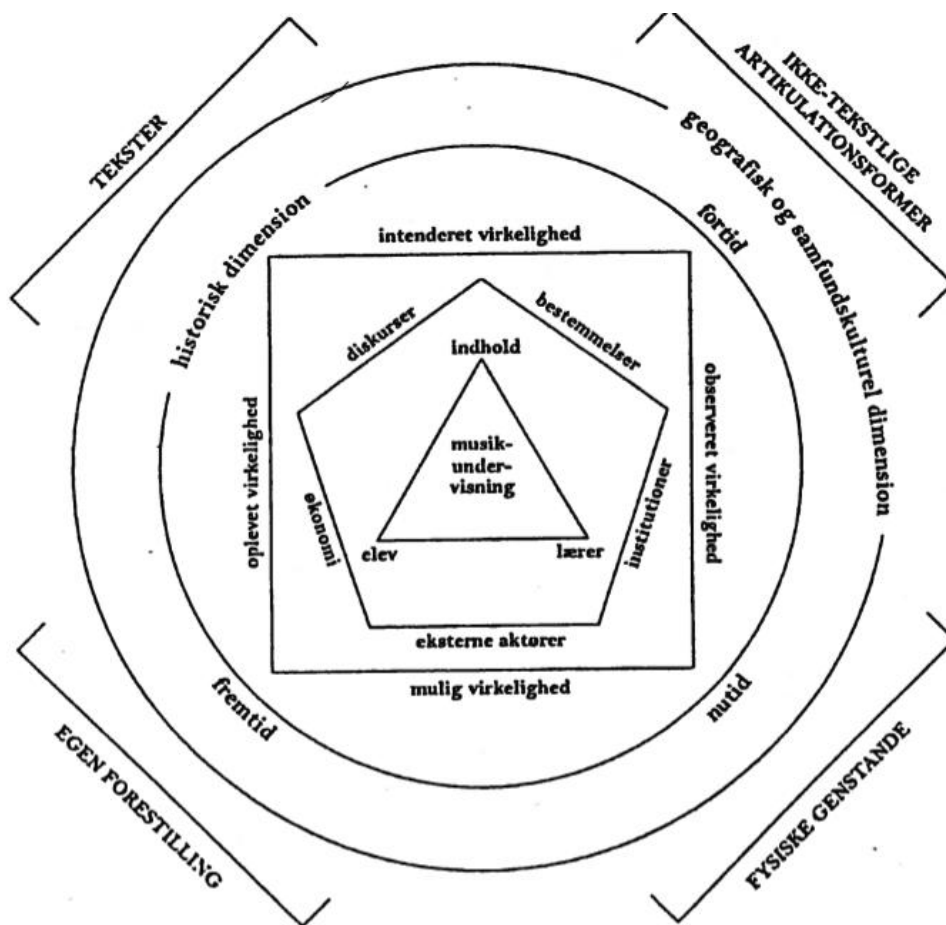 TEKSTER
IKKE-TEKSTLIGE
ARTIKULATIONSFORMER
geografisk og samfundskulturel dimension
fortid
historisk dimension
intenderet virkelighed
diskurser
bestemmelser
indhold
oplevet virkelighed
observeret virkelighed
musik-
under-
visning
økonomi
institutioner
elev
lærer
eksterne aktører
mulig virkelighed
fremtid
nutid
EGEN FORESTILLING
FYSISKE GENSTANDE